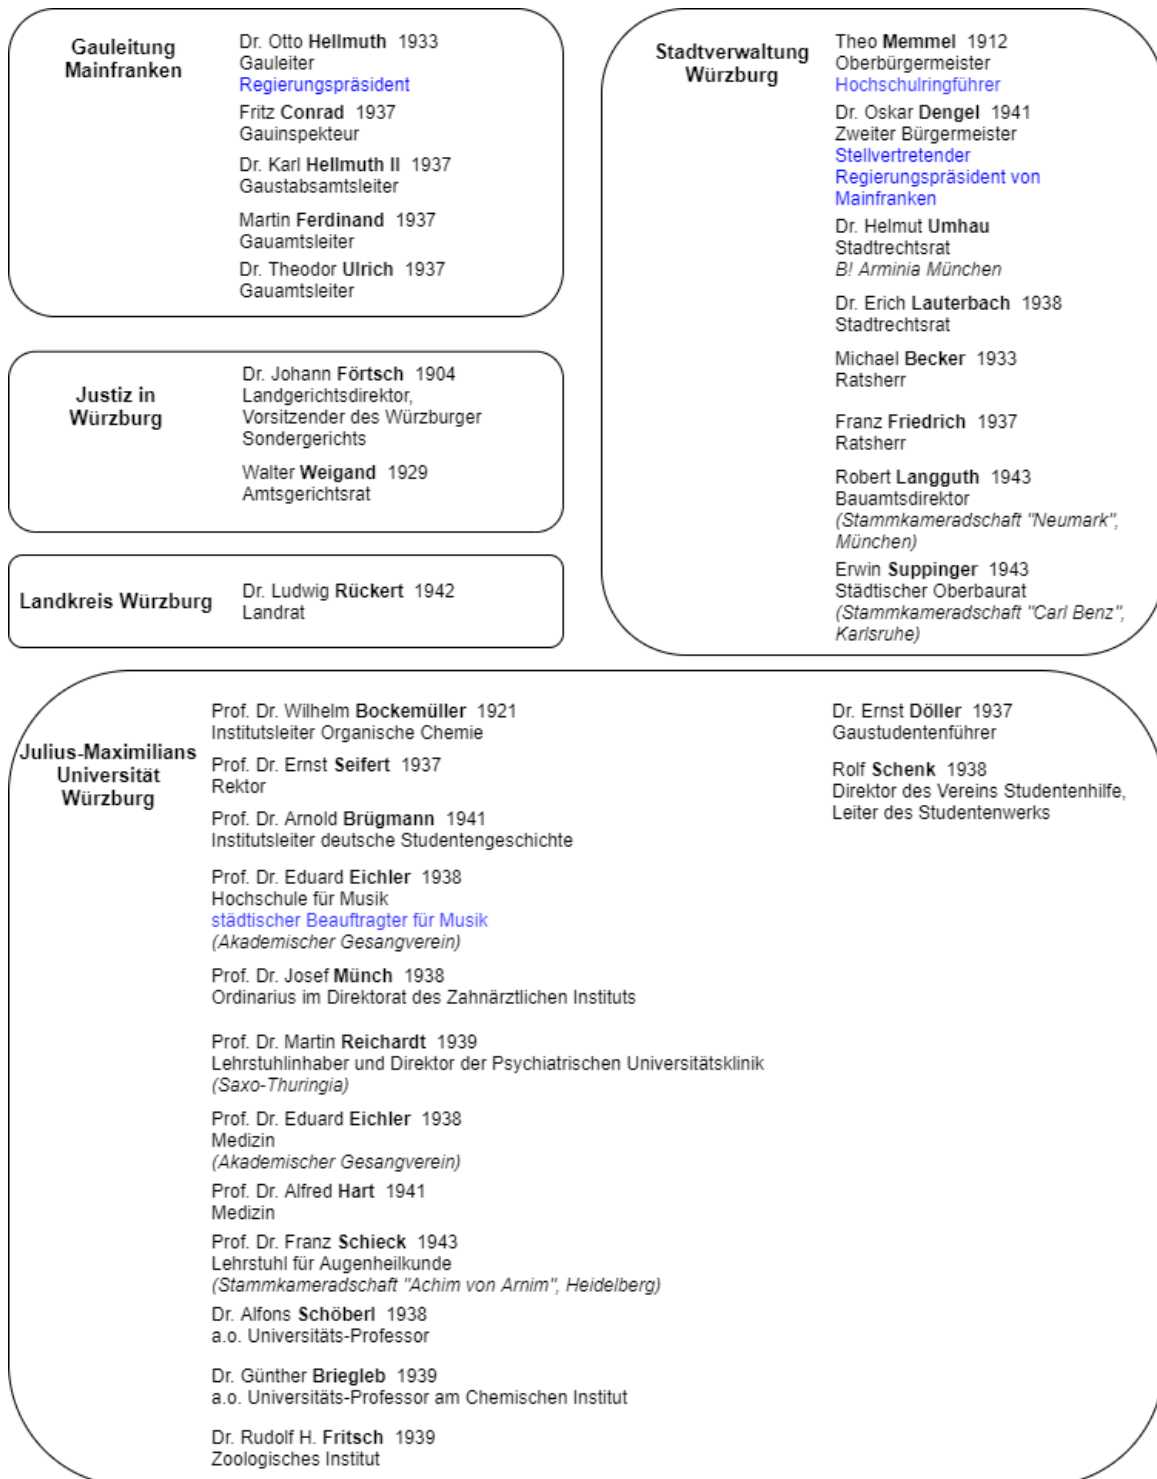 Gauleitung
Mainfranken
Dr. Otto Hellmuth 1933
Gauleiter
Regierungspräsident
Fritz Conrad 1937
Gauinspekteur
Dr. Karl Hellmuth II 1937
Gaustabsamtsleiter
Martin Ferdinand 1937
Gauamtsleiter
Dr. Theodor Ulrich 1937
Gauamtsleiter
Justiz in
Würzburg
Dr. Johann Förtsch 1904
Landgerichtsdirektor,
Vorsitzender des Würzburger
Sondergerichts
Walter Weigand 1929
Amtsgerichtsrat
Landkreis Würzburg
Dr. Ludwig Rückert 1942
Landrat
Stadtverwaltung
Würzburg
Theo Memmel 1912
Oberbürgermeister
Hochschulringführer
Dr. Oskar Dengel 1941
Zweiter Bürgermeister
Stellvertretender
Regierungspräsident von
Mainfranken
Dr. Helmut Umhau
Stadtrechtsrat
B! Arminia München
Dr. Erich Lauterbach 1938
Stadtrechtsrat
Michael Becker 1933
Ratsherr
Franz Friedrich 1937
Ratsherr
Robert Langguth 1943
Bauamtsdirektor
(Stammkameradschaft "Neumark",
München)
Erwin Suppinger 1943
Städtischer Oberbaurat
(Stammkameradschaft "Carl Benz",
Karlsruhe)
Julius-Maximilians
Universität
Würzburg
Prof. Dr. Wilhelm Bockemüller 1921
Institutsleiter Organische Chemie
Prof. Dr. Ernst Seifert 1937
Rektor
Prof. Dr. Arnold Brügmann 1941
Institutsleiter deutsche Studentengeschichte
Prof. Dr. Eduard Eichler 1938
Hochschule für Musik
städtischer Beauftragter für Musik
(Akademischer Gesangverein)
Prof. Dr. Josef Münch 1938
Ordinarius im Direktorat des Zahnärztlichen Instituts
Prof. Dr. Martin Reichardt 1939
Lehrstuhlinhaber und Direktor der Psychiatrischen Universitätsklinik
(Saxo-Thuringia)
Prof. Dr. Eduard Eichler 1938
Medizin
(Akademischer Gesangverein)
Prof. Dr. Alfred Hart 1941
Medizin
Prof. Dr. Franz Schieck 1943
Lehrstuhl für Augenheilkunde
(Stammkameradschaft "Achim von Arnim", Heidelberg)
Dr. Alfons Schöberl 1938
a.o. Universitäts-Professor
Dr. Günther Briegleb 1939
a.o. Universitäts-Professor am Chemischen Institut
Dr. Rudolf H. Fritsch 1939
Zoologisches Institut
Dr. Ernst Döller 1937
Gaustudentenführer
Rolf Schenk 1938
Direktor des Vereins Studentenhilfe,
Leiter des Studentenwerks